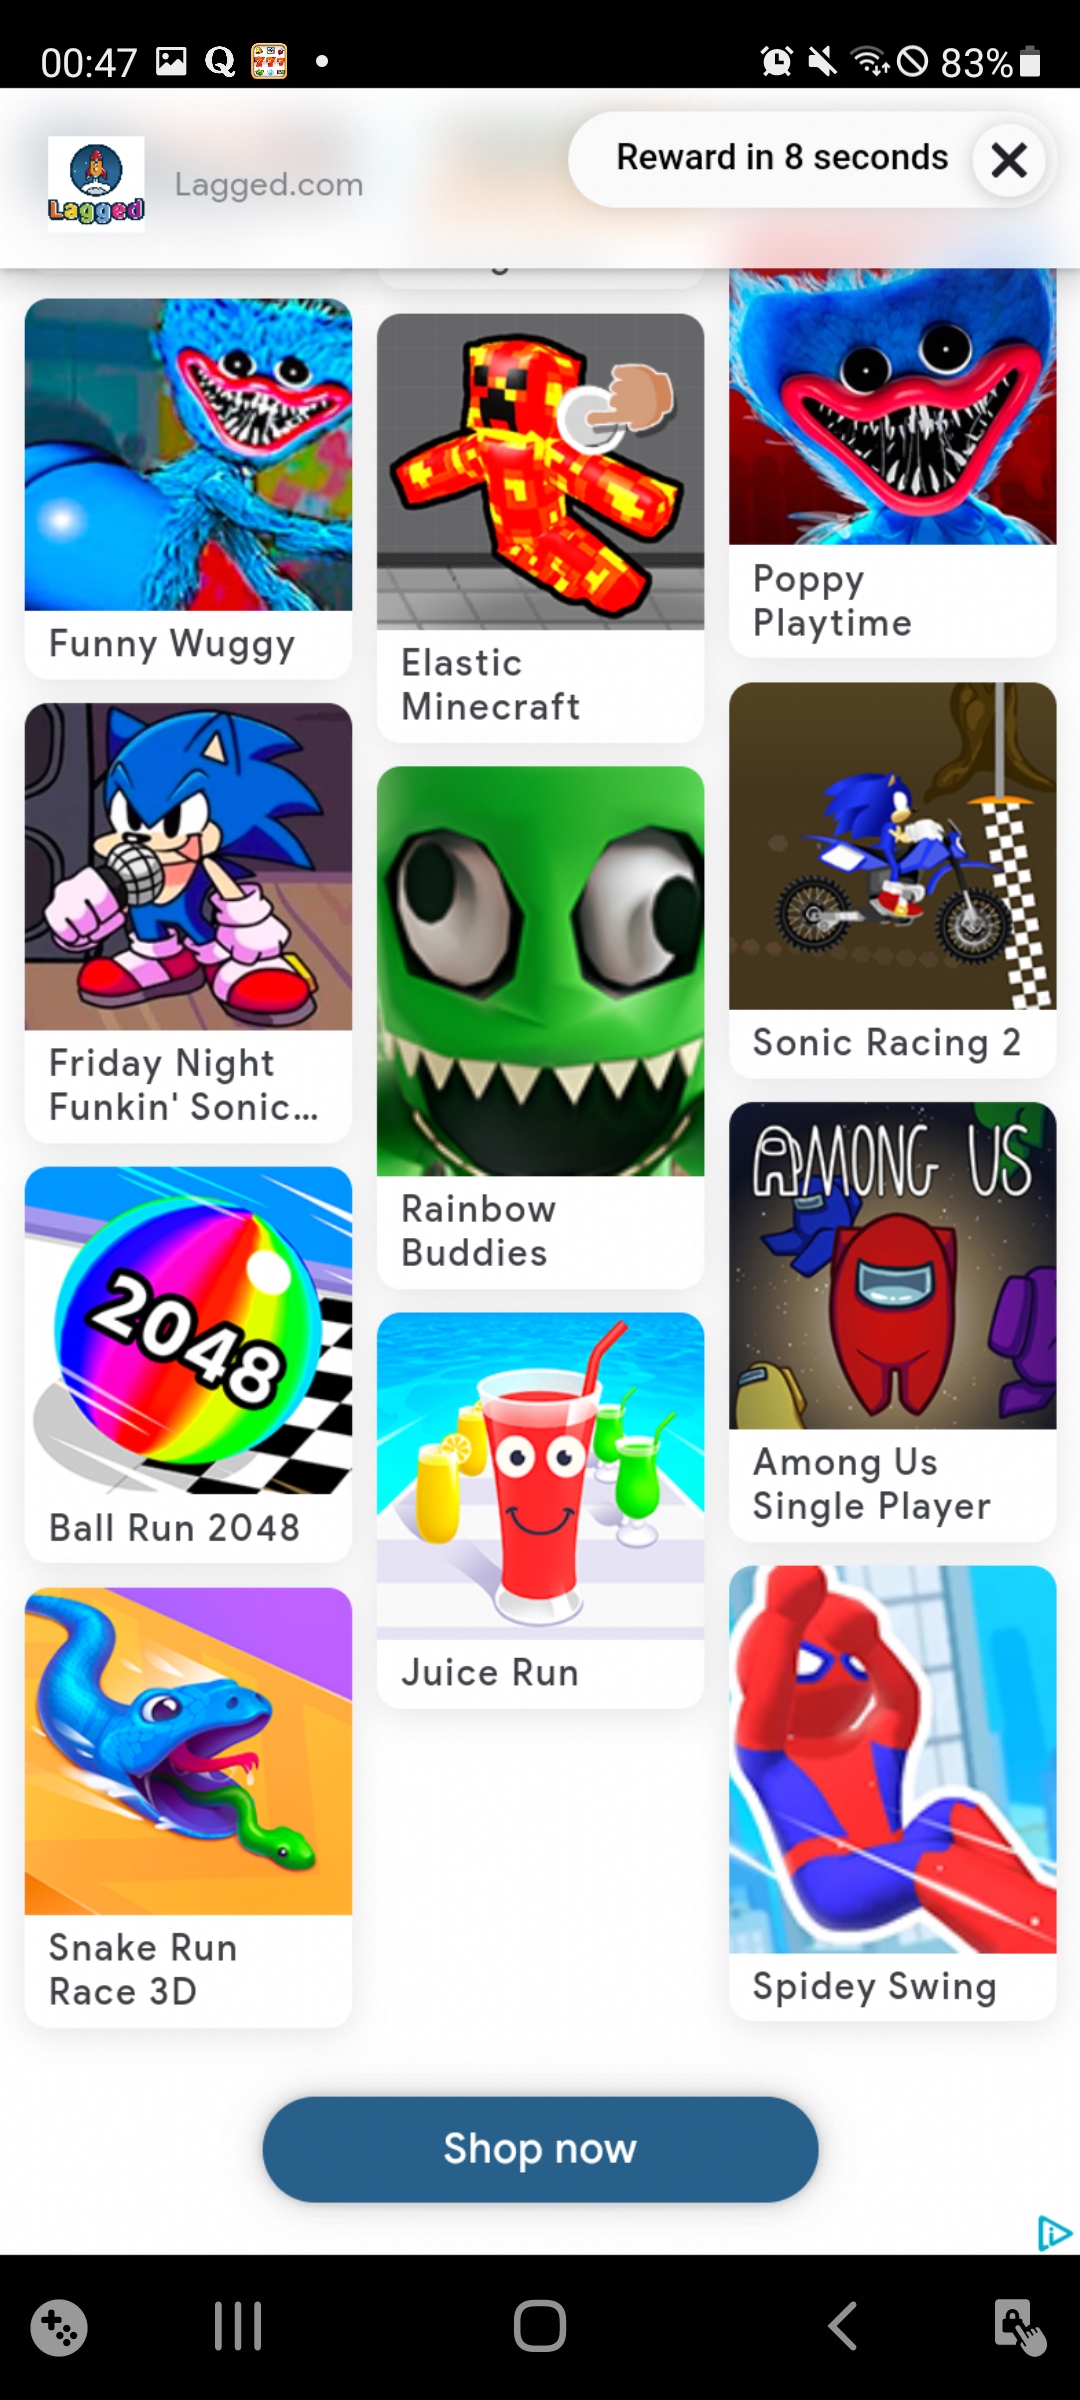 00:47
83%
Lagged
Lagged.com
Reward in 8 seconds
Funny Wuggy
Elastic
Minecraft
Poppy
Playtime
Friday Night
Funkin' Sonic...
Rainbow
Buddies
Sonic Racing 2
2048
Ball Run 2048
AMONG US
Among Us
Single Player
Juice Run
Snake Run
Race 3D
Spidey Swing
Shop now